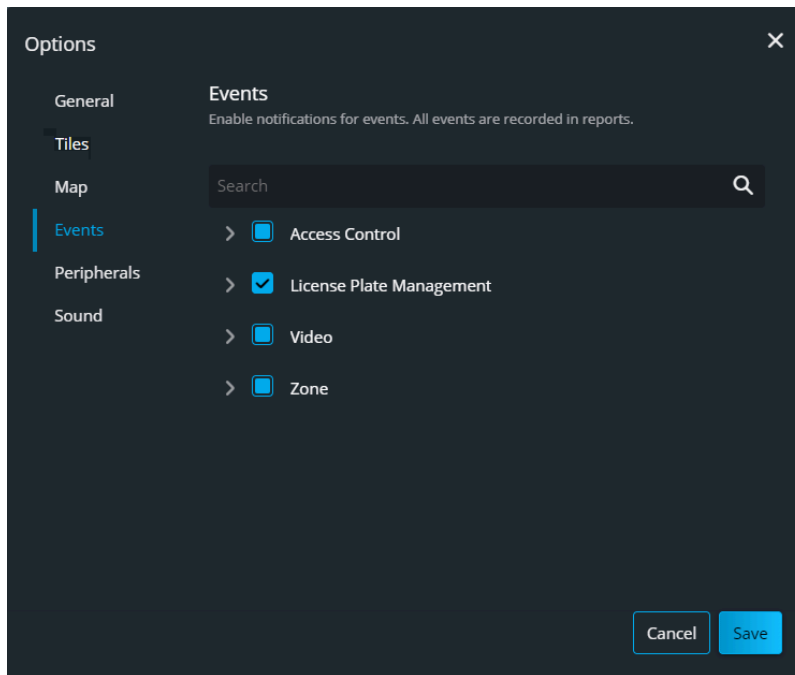 Options
General
Tiles
Map
Events
Peripherals
Sound
Events
Enable notifications for events. All events are recorded in reports.
Search
Access Control
License Plate Management
Video
Zone
Cancel
Save